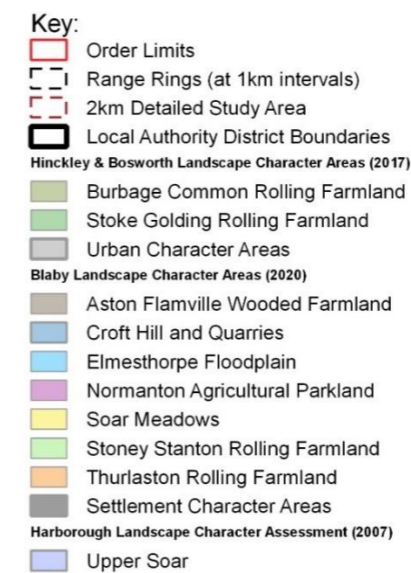 Key:
Order Limits
Range Rings (at 1km intervals)
2km Detailed Study Area
Local Authority District Boundaries
Hinckley & Bosworth Landscape Character Areas (2017)
Burbage Common Rolling Farmland
Stoke Golding Rolling Farmland
Urban Character Areas
Blaby Landscape Character Areas (2020)
Aston Flamville Wooded Farmland
Croft Hill and Quarries
Elmesthorpe Floodplain
Normanton Agricultural Parkland
Soar Meadows
Stoney Stanton Rolling Farmland
Thurlaston Rolling Farmland
Settlement Character Areas
Harborough Landscape Character Assessment (2007)
Upper Soar